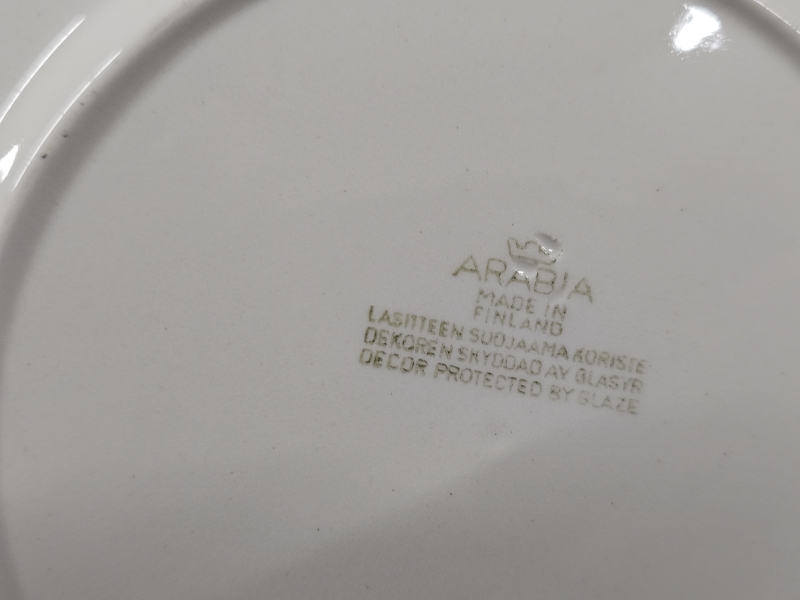 ARABIA
MADE IN
FINLAND
LASITTEEN SUOJAAMA KORISTE
DEKOREN SKYDDAD AV GLASYR
DECOR PROTECTED BY GLAZE